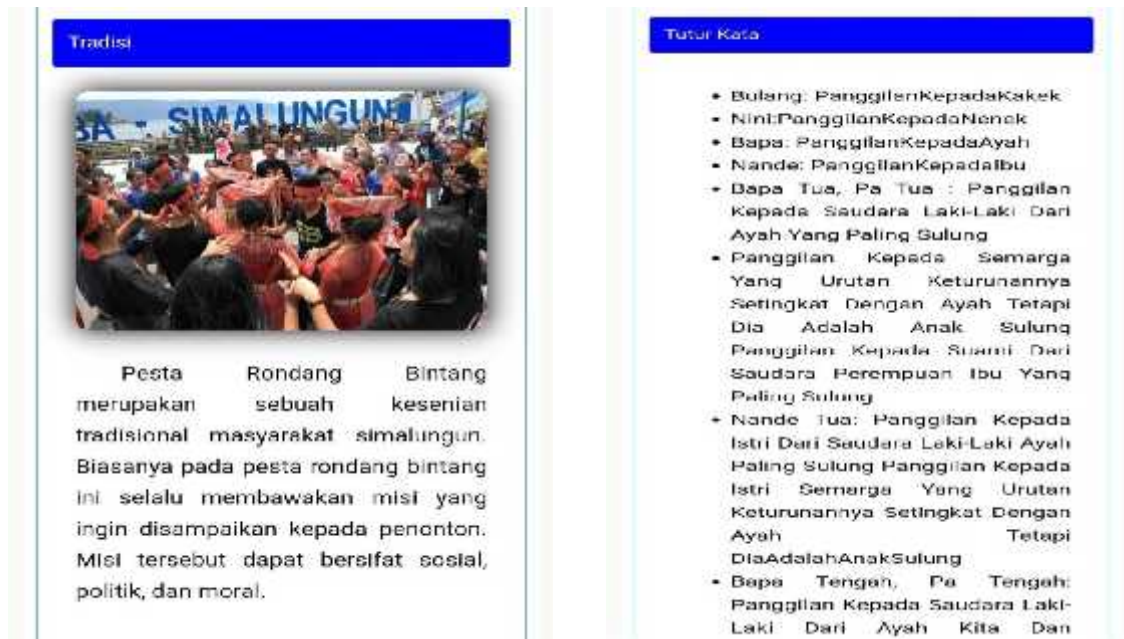 Tradisi
BA - SIMALUNGUN
Pesta Rondang Bintang
merupakan sebuah kesenian
tradisional masyarakat simalungun.
Biasanya pada pesta rondang bintang
ini selalu membawakan misi yang
ingin disampaikan kepada penonton.
Misi tersebut dapat bersifat sosial,
politik, dan moral.
Tutur Kata
• Bulang: PanggilanKepadaKakek
• Nini:PanggilanKepadaNenek
• Bapa: PanggilanKepadaAyah
• Nande: PanggilanKepadaIbu
• Bapa Tua, Pa Tua : Panggilan
Kepada Saudara Laki-Laki Dari
Ayah Yang Paling Sulung
• Panggilan Kepada Semarga
Yang Urutan Keturunannya
Setingkat Dengan Ayah Tetapi
Dia Adalah Anak Sulung
Panggilan Kepada Suami Dari
Saudara Perempuan Ibu Yang
Paling Sulung
• Nande Tua: Panggilan Kepada
Istri Dari Saudara Laki-Laki Ayah
Paling Sulung Panggilan Kepada
Istri Semarga Yang Urutan
Keturunannya Setingkat Dengan
Ayah Tetapi
DiaAdalahAnakSulung
• Bapa Tengah, Pa Tengah:
Panggilan Kepada Saudara Laki-
Laki Dari Ayah Kita Dan